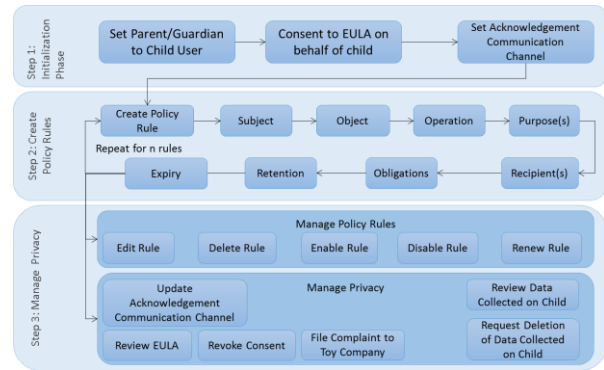 Step 1:
Initialization
Phase
Set Parent/Guardian
to Child User
Consent to EULA on
behalf of child
Set Acknowledgement
Communication
Channel
Step 2: Create
Policy Rules
Create Policy
Rule
Subject
Object
Operation
Purpose(s)
Repeat for n rules
Expiry
Retention
Obligations
Recipient(s)
Step 3: Manage
Privacy
Manage Policy Rules
Edit Rule
Delete Rule
Enable Rule
Disable Rule
Renew Rule
Manage Privacy
Update
Acknowledgement
Communication Channel
Review Data
Collected on Child
Review EULA
Revoke Consent
File Complaint to
Toy Company
Request Deletion
of Data Collected
on Child